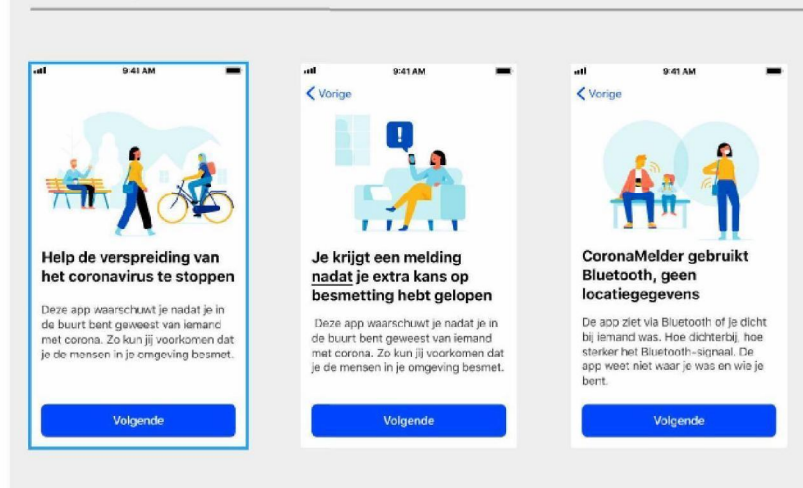 9:41 AM
Help de verspreiding van
het coronavirus te stoppen
Deze app waarschuwt je nadat je in
de buurt bent geweest van iemand
met corona. Zo kun jij voorkomen dat
je de mensen in je omgeving besmet.
Volgende
9:41 AM
Vorige
!
Je krijgt een melding
nadat je extra kans op
besmetting hebt gelopen
Deze app waarschuwt je nadat je in
de buurt bent geweest van iemand
met corona. Zo kun jij voorkomen dat
je de mensen in je omgeving besmet.
Volgende
9:41 AM
Vorige
CoronaMelder gebruikt
Bluetooth, geen
locatiegegevens
De app ziet via Bluetooth of je dicht
bij iemand was. Hoe dichterbij, hoe
sterker het Bluetooth-signaal. De
app weet niet waar je was en wie je
bent.
Volgende